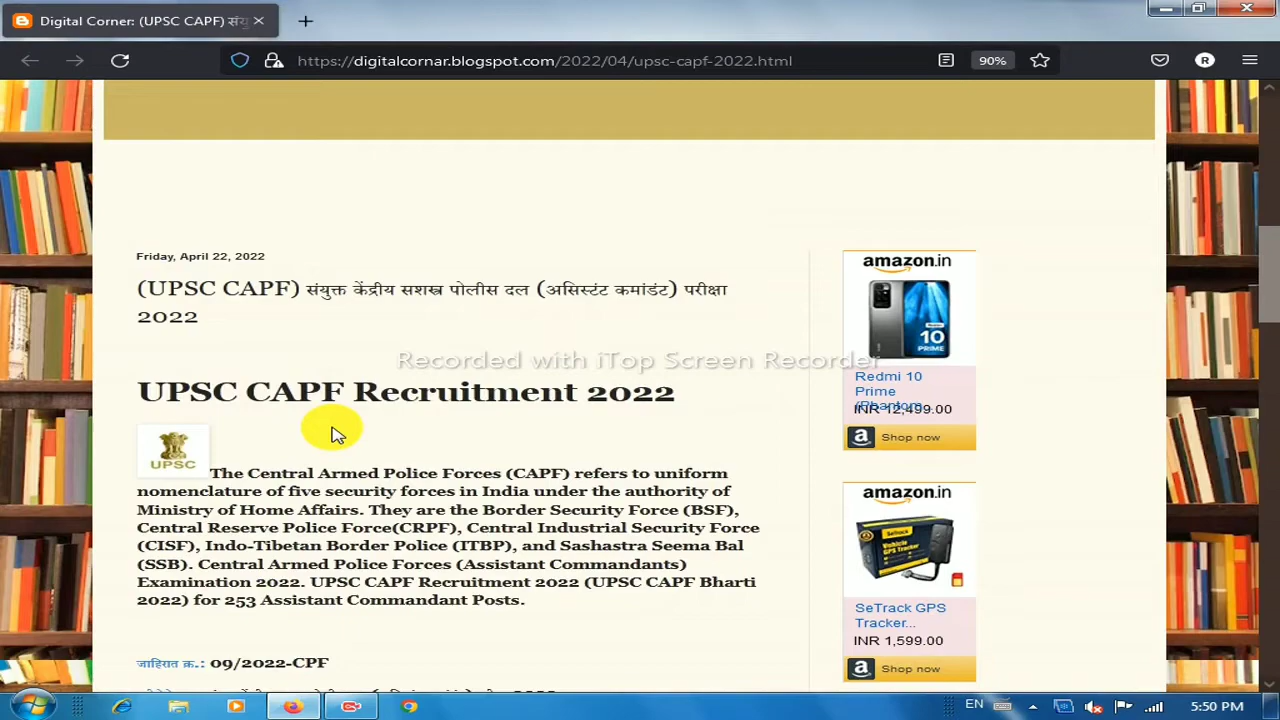 Digital Corner: (UPSC CAPF) संयु
https://digitalcornar.blogspot.com/2022/04/upsc-capf-2022.html
90%
R
Friday, April 22, 2022
(UPSC CAPF) संयुक्त केंद्रीय सशस्त्र पोलीस दल (असिस्टंट कमांडंट) परीक्षा
2022
Recorded with iTop Screen Recorder
UPSC CAPF Recruitment 2022
UPSC
The Central Armed Police Forces (CAPF) refers to uniform
nomenclature of five security forces in India under the authority of
Ministry of Home Affairs. They are the Border Security Force (BSF),
Central Reserve Police Force(CRPF), Central Industrial Security Force
(CISF), Indo-Tibetan Border Police (ITBP), and Sashastra Seema Bal
(SSB). Central Armed Police Forces (Assistant Commandants)
Examination 2022. UPSC CAPF Recruitment 2022 (UPSC CAPF Bharti
2022) for 253 Assistant Commandant Posts.
जाहिरात क्र.: 09/2022-CPF
amazon.in
Redmi
10
PRIME
Redmi 10
Prime
(Phantom...
INR 12,499.00
a Shop now
amazon.in
SeTrack GPS
Tracker...
INR 1,599.00
a Shop now
EN
5:50 PM